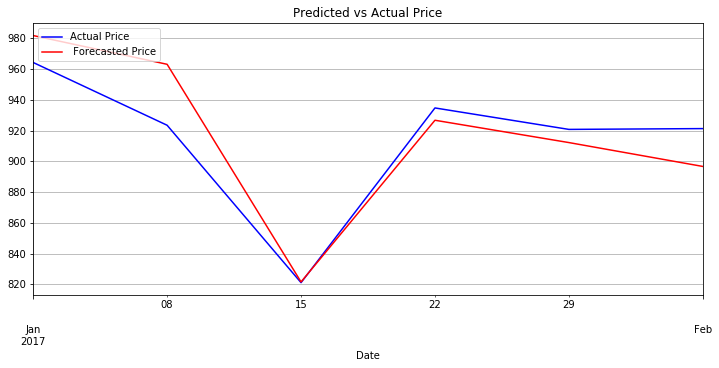 Predicted vs Actual Price
Actual Price
Forecasted Price
980
960
940
920
900
880
860
840
820
08
15
22
29
Jan
2017
Feb
Date